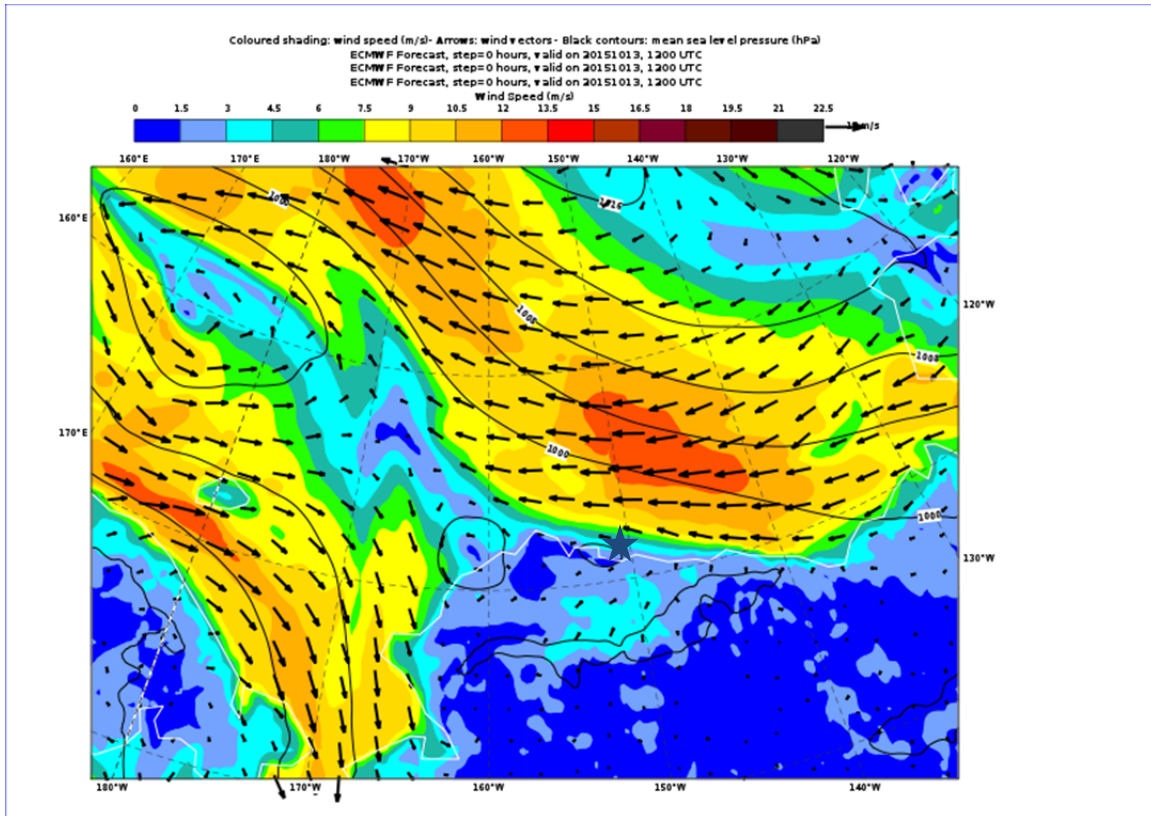 Coloured shading: wind speed (m/s)- Arrows: wind vectors - Black contours: mean sea level pressure (hPa)
ECMWF Forecast, step=0 hours, valid on 20151013, 1200 UTC
ECMWF Forecast, step=0 hours, valid on 20151013, 1200 UTC
ECMWF Forecast, step=0 hours, valid on 20151013, 1200 UTC
Wind Speed (m/s)
0 1.5 3 4.5 6 7.5 9 10.5 12 13.5 15 16.5 18 19.5 21 22.5
m/s
160°E 170°E 180°W 170°W 160°W 150°W 140°W 130°W 120°W
1000
1016
160°E
120°W
1008
1008
170°E
1000
1000
130°W
180°W 170°W 160°W 150°W 140°W